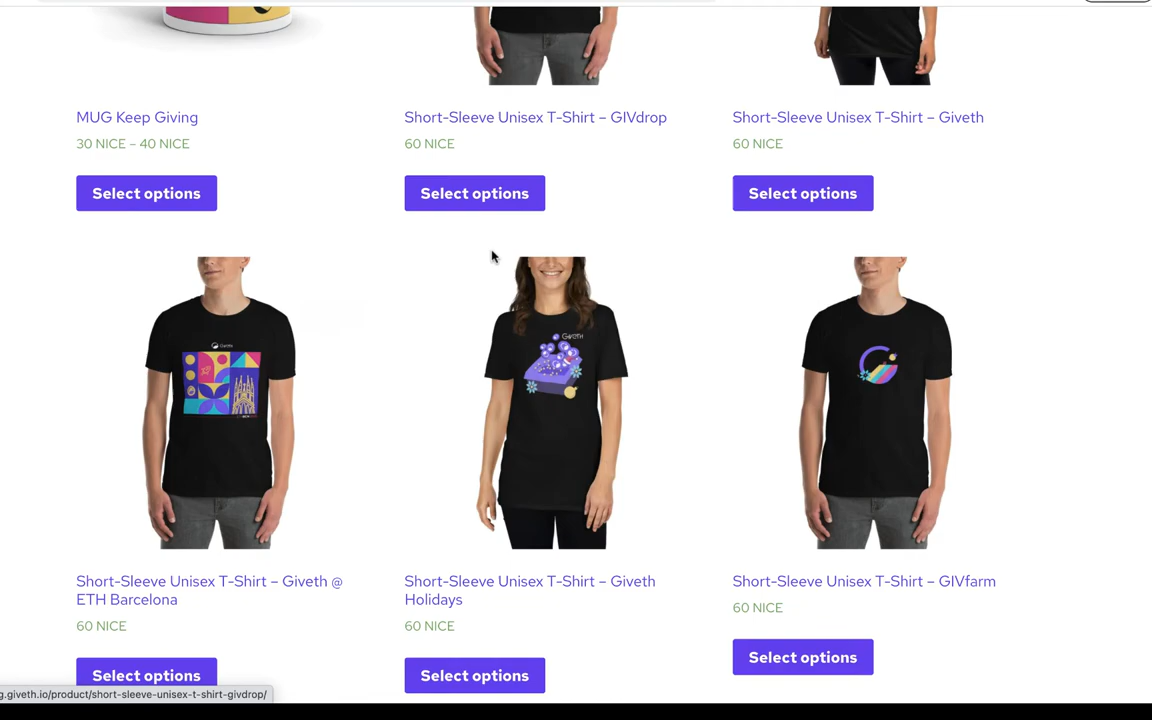 MUG Keep Giving
Short-Sleeve Unisex T-Shirt – GIVdrop
Short-Sleeve Unisex T-Shirt – Giveth
30 NICE – 40 NICE
60 NICE
60 NICE
Select options
Select options
Select options
Giveth
Giveth
Short-Sleeve Unisex T-Shirt – Giveth @
ETH Barcelona
Short-Sleeve Unisex T-Shirt – Giveth
Holidays
Short-Sleeve Unisex T-Shirt – GIVfarm
60 NICE
60 NICE
60 NICE
Select options
Select options
Select options
g.giveth.io/product/short-sleeve-unisex-t-shirt-givdrop/